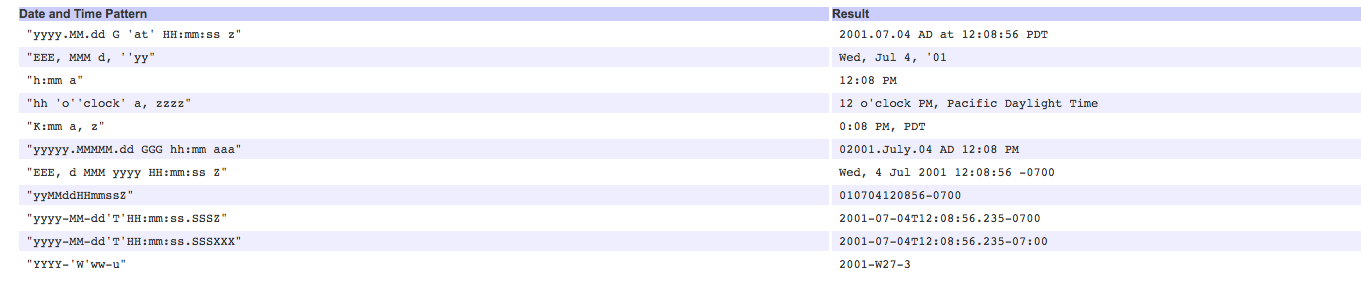 Date and Time Pattern Result
"yyyy.MM.dd G 'at' HH:mm:ss z" 2001.07.04 AD at 12:08:56 PDT
"EEE, MMM d, ''yy" Wed, Jul 4, '01
"h:mm a" 12:08 PM
"hh 'o''clock' a, zzzz" 12 o'clock PM, Pacific Daylight Time
"K:mm a, z" 0:08 PM, PDT
"yyyyy.MMMMM.dd GGG hh:mm aaa" 02001.July.04 AD 12:08 PM
"EEE, d MMM yyyy HH:mm:ss Z" Wed, 4 Jul 2001 12:08:56 -0700
"yyMMddHHmmssZ" 010704120856-0700
"yyyy-MM-dd'T'HH:mm:ss.SSSZ" 2001-07-04T12:08:56.235-0700
"yyyy-MM-dd'T'HH:mm:ss.SSSXXX" 2001-07-04T12:08:56.235-07:00
"YYYY-'W'ww-u" 2001-W27-3